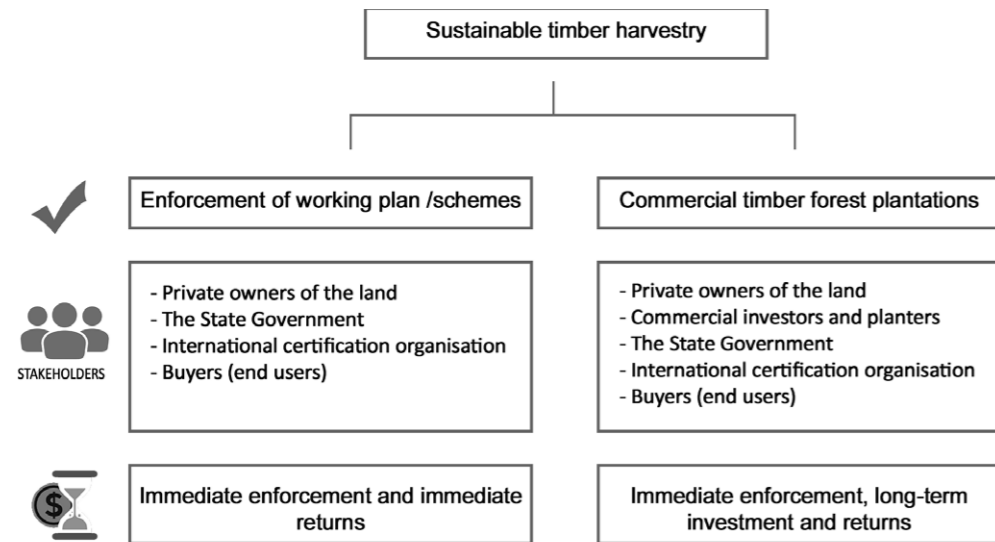 Sustainable timber harvestry
Enforcement of working plan /schemes
Commercial timber forest plantations
- Private owners of the land
- The State Government
- International certification organisation
- Buyers (end users)
- Private owners of the land
- Commercial investors and planters
- The State Government
- International certification organisation
- Buyers (end users)
STAKEHOLDERS
$
Immediate enforcement and immediate
returns
Immediate enforcement, long-term
investment and returns